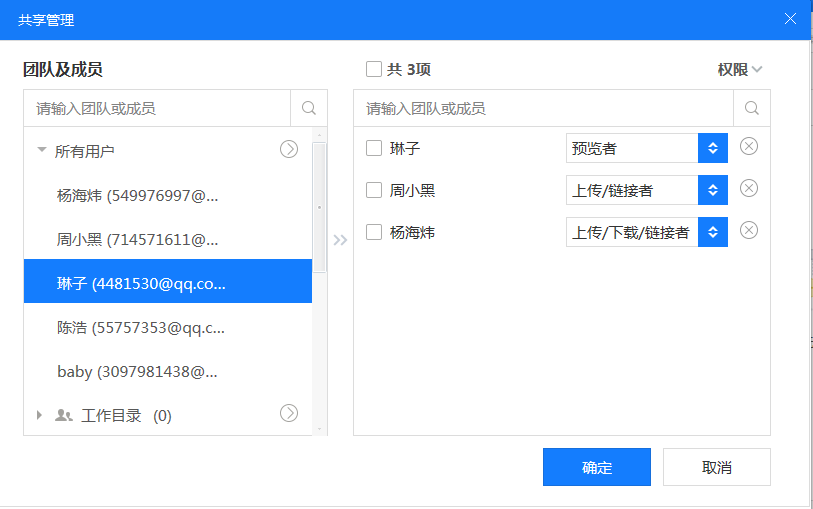 共享管理
团队及成员
共 3项
权限
请输入团队或成员
请输入团队或成员
所有用户
杨海炜 (549976997@...
周小黑 (714571611@...
琳子 (4481530@qq.co...
陈浩 (55757353@qq.c...
baby (3097981438@...
工作目录 (0)
琳子
预览者
周小黑
上传/链接者
杨海炜
上传/下载/链接者
确定
取消